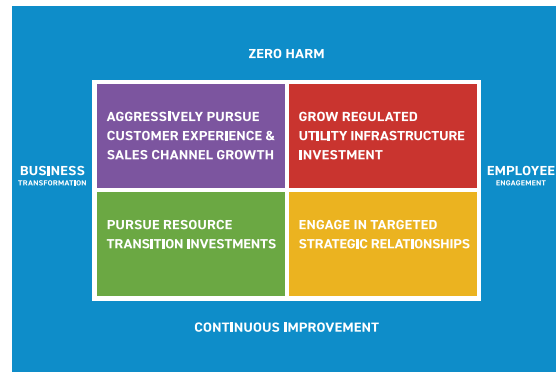 ZERO HARM
AGGRESSIVELY PURSUE
CUSTOMER EXPERIENCE &
SALES CHANNEL GROWTH
GROW REGULATED
UTILITY INFRASTRUCTURE
INVESTMENT
BUSINESS
TRANSFORMATION
EMPLOYEE
ENGAGEMENT
PURSUE RESOURCE
TRANSITION INVESTMENTS
ENGAGE IN TARGETED
STRATEGIC RELATIONSHIPS
CONTINUOUS IMPROVEMENT